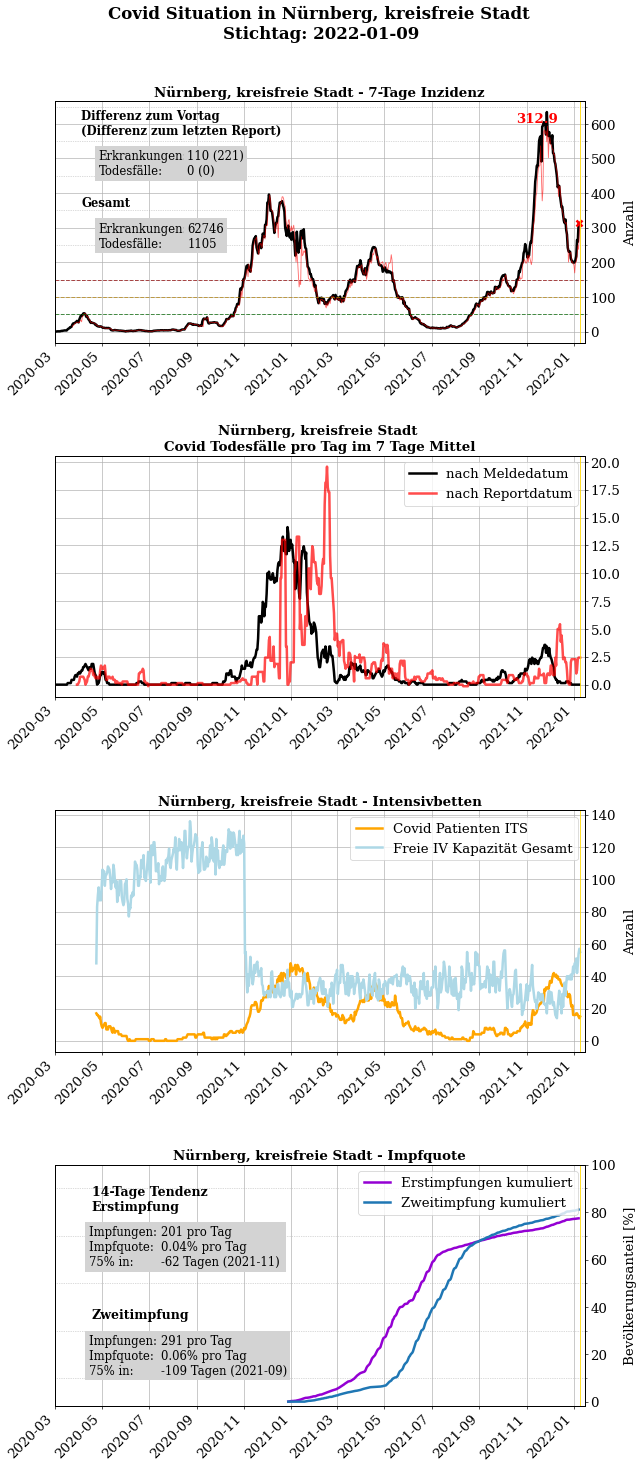 Covid Situation in Nürnberg, kreisfreie Stadt
Stichtag: 2022-01-09
Nürnberg, kreisfreie Stadt - 7-Tage Inzidenz
Differenz zum Vortag
(Differenz zum letzten Report)
Erkrankungen 110 (221)
Todesfälle: 0 (0)
Gesamt
Erkrankungen 62746
Todesfälle: 1105
312.9
600
500
400
300
200
100
0
Anzahl
2020-03 2020-05 2020-07 2020-09 2020-11 2021-01 2021-03 2021-05 2021-07 2021-09 2021-11 2022-01
Nürnberg, kreisfreie Stadt
Covid Todesfälle pro Tag im 7 Tage Mittel
nach Meldedatum
nach Reportdatum
20.0
17.5
15.0
12.5
10.0
7.5
5.0
2.5
0.0
2020-03 2020-05 2020-07 2020-09 2020-11 2021-01 2021-03 2021-05 2021-07 2021-09 2021-11 2022-01
Nürnberg, kreisfreie Stadt - Intensivbetten
Covid Patienten ITS
Freie IV Kapazität Gesamt
140
120
100
80
60
40
20
0
Anzahl
2020-03 2020-05 2020-07 2020-09 2020-11 2021-01 2021-03 2021-05 2021-07 2021-09 2021-11 2022-01
Nürnberg, kreisfreie Stadt - Impfquote
14-Tage Tendenz
Erstimpfung
Impfungen: 201 pro Tag
Impfquote: 0.04% pro Tag
75% in: -62 Tagen (2021-11)
Zweitimpfung
Impfungen: 291 pro Tag
Impfquote: 0.06% pro Tag
75% in: -109 Tagen (2021-09)
Erstimpfungen kumuliert
Zweitimpfung kumuliert
100
80
60
40
20
0
Bevölkerungsanteil [%]
2020-03 2020-05 2020-07 2020-09 2020-11 2021-01 2021-03 2021-05 2021-07 2021-09 2021-11 2022-01